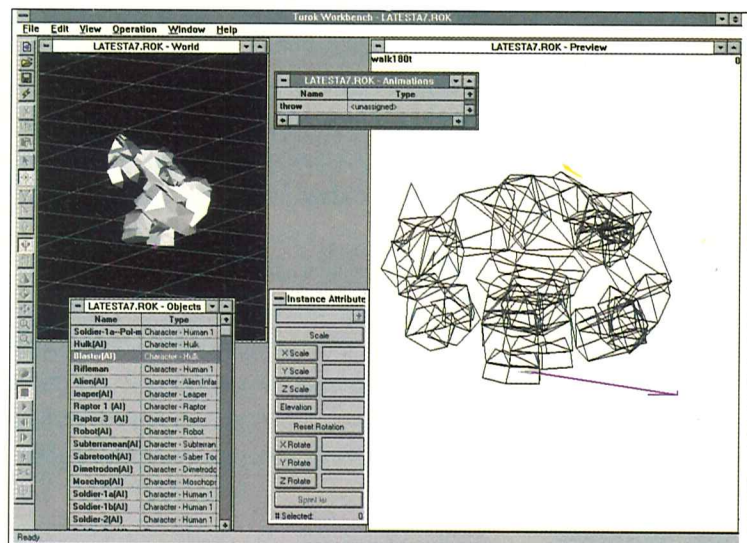 Turok Workbench - LATESTA7.ROK
File Edit View Operation Window Help
LATESTA7.ROK - World
LATESTA7.ROK - Preview
walk180t
0
LATESTA7.ROK - Animations
Name Type
throw <unassigned>
LATESTA7.ROK - Objects
Name Type
Soldier-1a--Pol-m Character - Human 1
Hulk(AI) Character - Hulk
Blaster(AI) Character - Hulk
Rifleman Character - Human 1
Alien(AI) Character - Alien Infan
leaper(AI) Character - Leaper
Raptor 1 (AI) Character - Raptor
Raptor 3 (AI) Character - Raptor
Robot(AI) Character - Robot
Subterranean(AI) Character - Subterran
Sabretooth(AI) Character - Saber Too
Dimetrodon(AI) Character - Dimetrodo
Moschop(AI) Character - Moschops
Soldier-1a(AI) Character - Human 1
Soldier-1b(AI) Character - Human 1
Soldier-2(AI) Character - Human 1
Instance Attribute
Scale
X Scale
Y Scale
Z Scale
Elevation
Reset Rotation
X Rotate
Y Rotate
Z Rotate
# Selected: 0
Ready